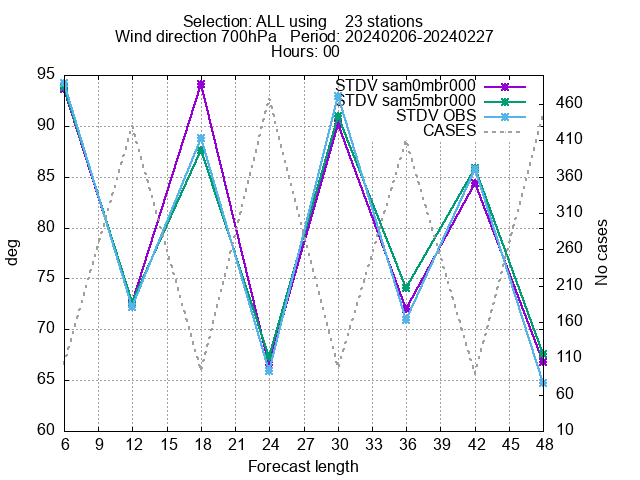 Selection: ALL using 23 stations
Wind direction 700hPa Period: 20240206-20240227
Hours: 00
STDV sam0mbr000
STDV sam5mbr000
STDV OBS
CASES
95
90
85
80
75
70
65
60
deg
460
410
360
310
260
210
160
110
60
10
No cases
6 9 12 15 18 21 24 27 30 33 36 39 42 45 48
Forecast length